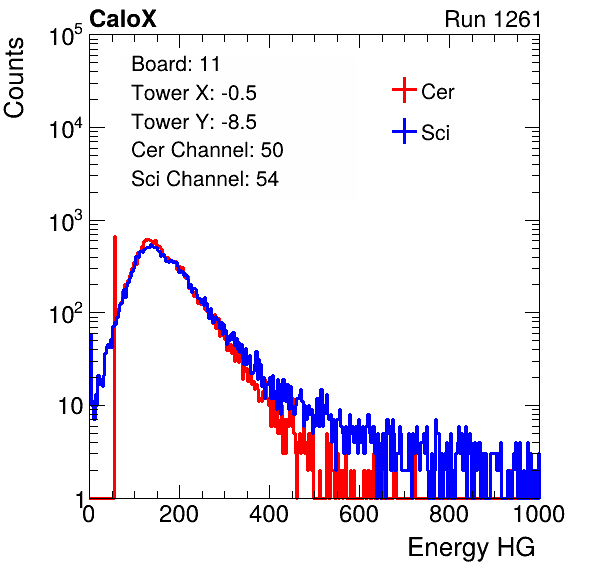 CaloX Run 1261
Counts
10^5
10^4
10^3
10^2
10
1
Board: 11
Tower X: -0.5
Tower Y: -8.5
Cer Channel: 50
Sci Channel: 54
Cer
Sci
0 200 400 600 800 1000
Energy HG